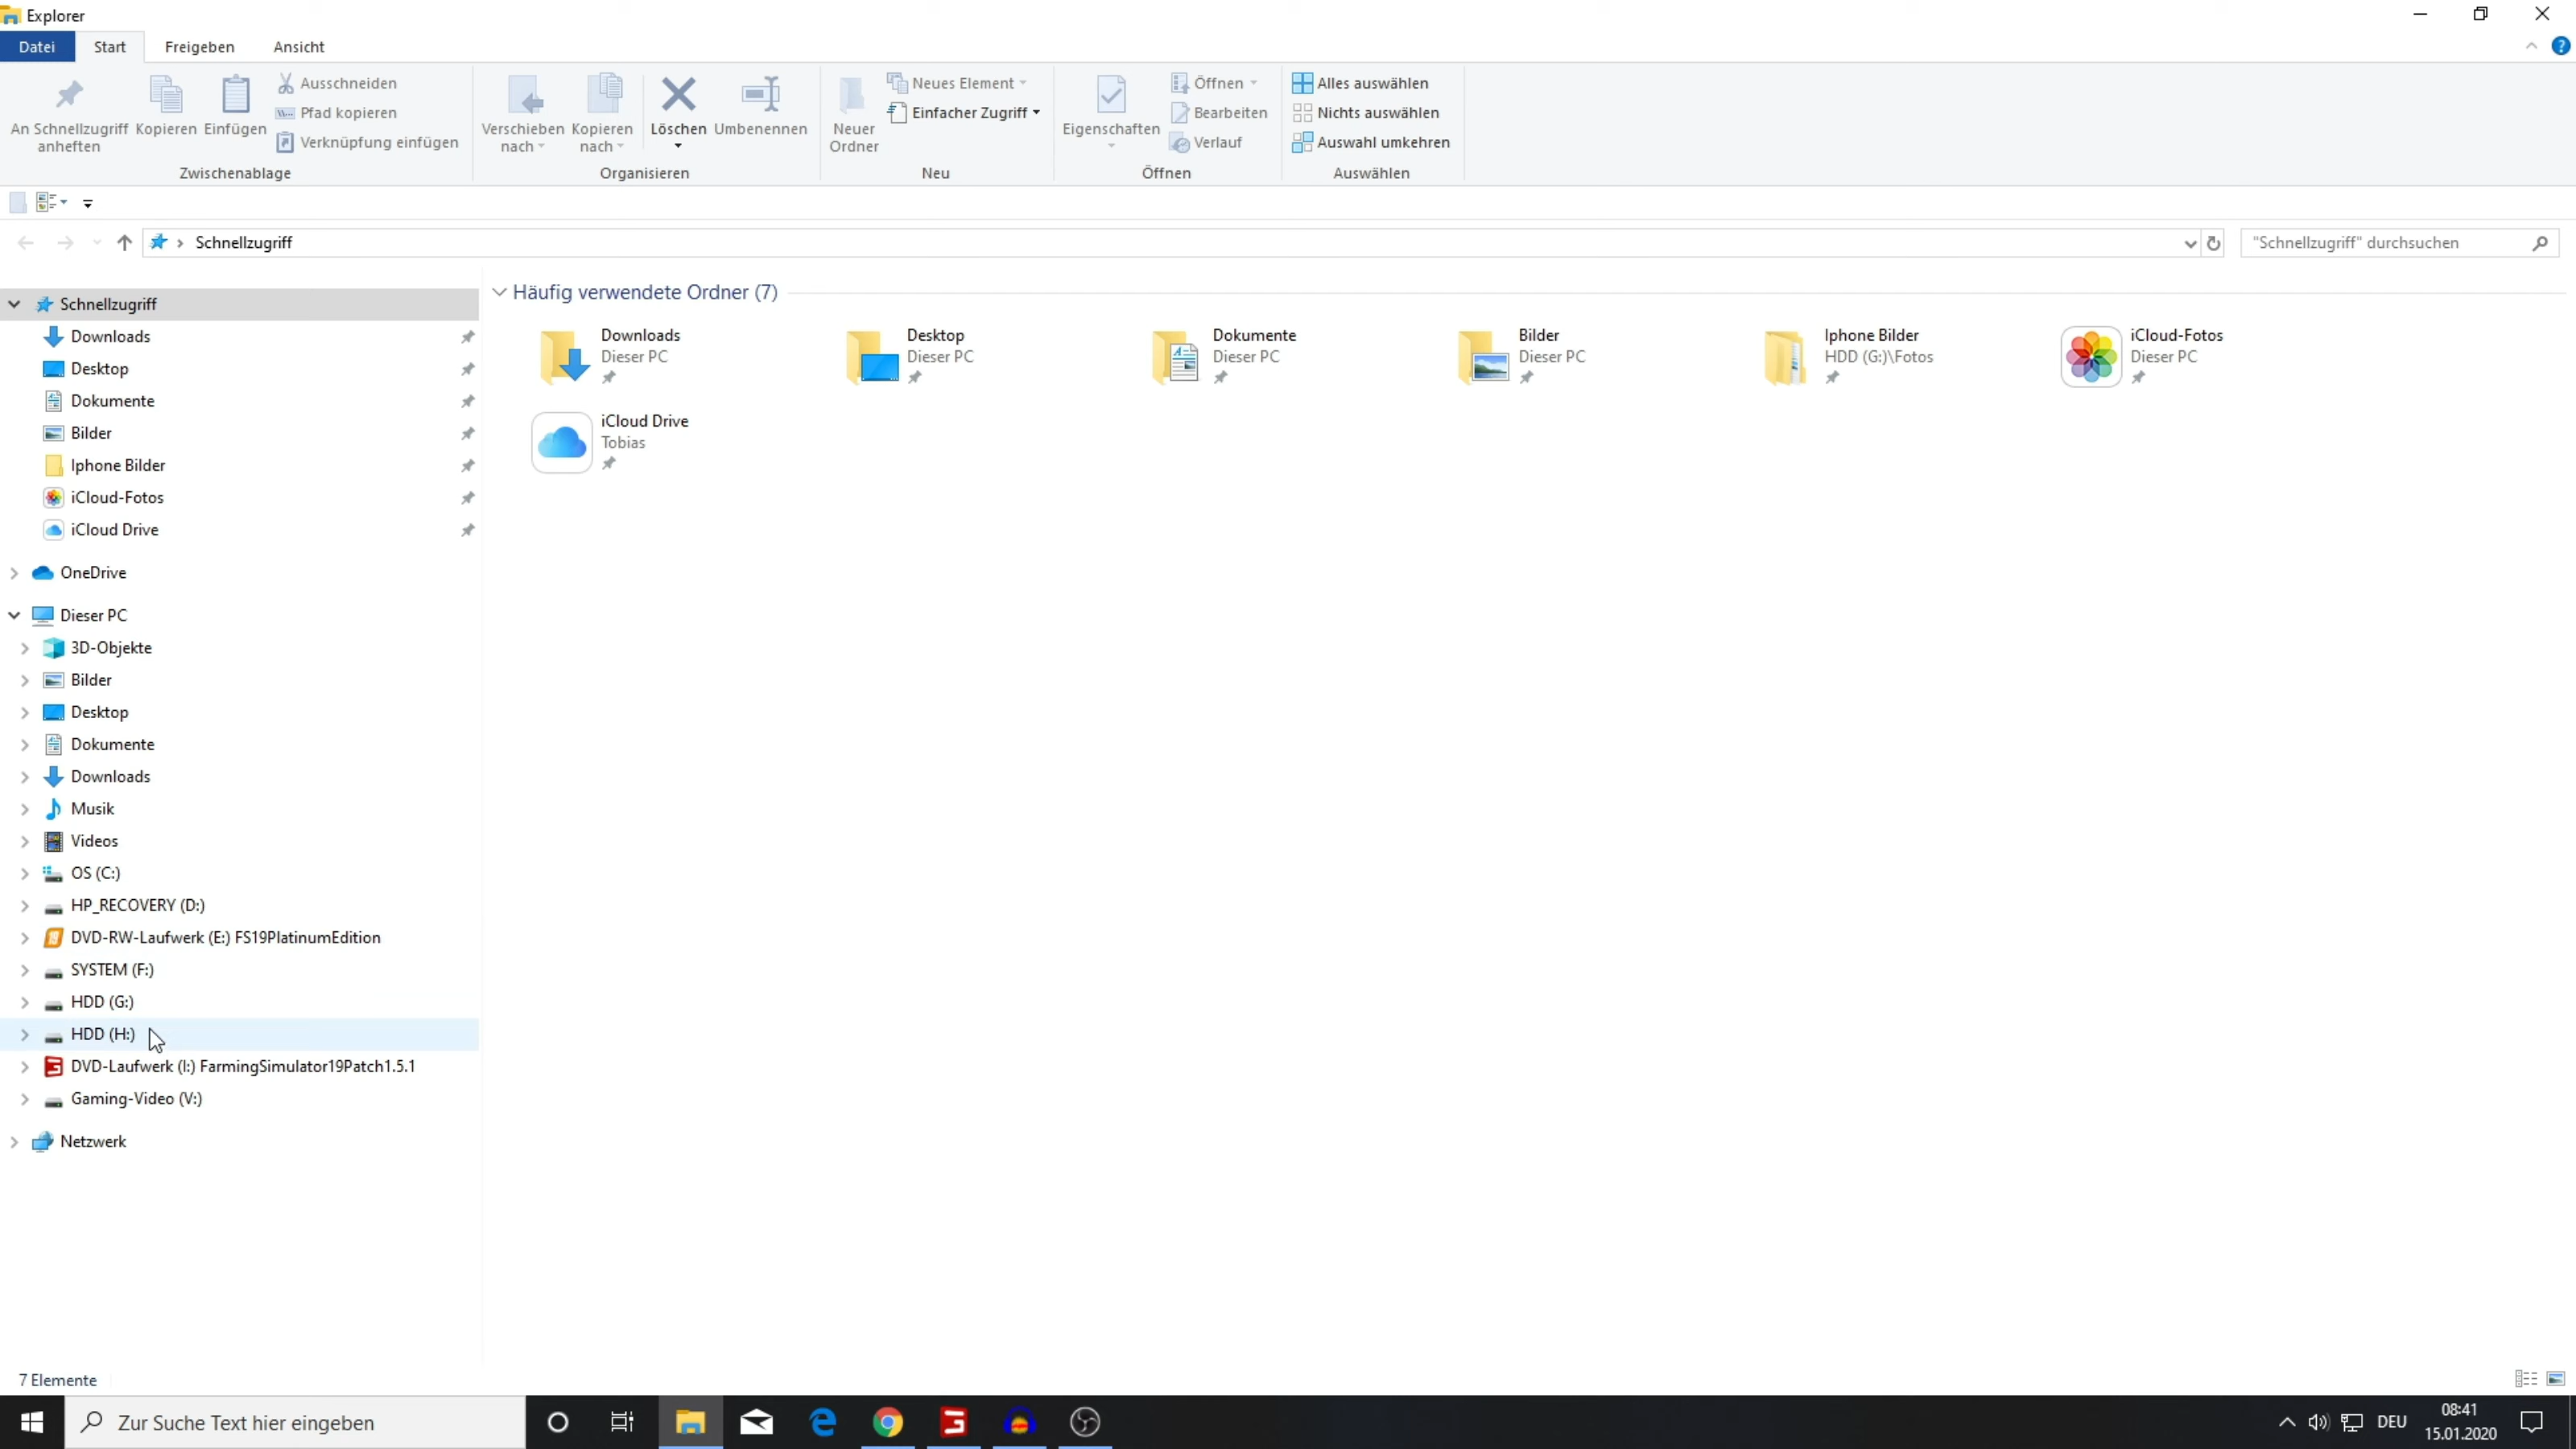 Explorer
Datei Start Freigeben Ansicht
An Schnellzugriff anheften
Kopieren
Einfügen
Ausschneiden
Pfad kopieren
Verknüpfung einfügen
Zwischenablage
Verschieben nach
Kopieren nach
Löschen
Umbenennen
Organisieren
Neuer Ordner
Neues Element
Einfacher Zugriff
Neu
Eigenschaften
Öffnen
Bearbeiten
Verlauf
Öffnen
Alles auswählen
Nichts auswählen
Auswahl umkehren
Auswählen
Schnellzugriff
"Schnellzugriff" durchsuchen
Schnellzugriff
Downloads
Desktop
Dokumente
Bilder
Iphone Bilder
iCloud-Fotos
iCloud Drive
OneDrive
Dieser PC
3D-Objekte
Bilder
Desktop
Dokumente
Downloads
Musik
Videos
OS (C:)
HP_RECOVERY (D:)
DVD-RW-Laufwerk (E:) FS19PlatinumEdition
SYSTEM (F:)
HDD (G:)
HDD (H:)
DVD-Laufwerk (I:) FarmingSimulator19Patch1.5.1
Gaming-Video (V:)
Netzwerk
Häufig verwendete Ordner (7)
Downloads
Dieser PC
Desktop
Dieser PC
Dokumente
Dieser PC
Bilder
Dieser PC
Iphone Bilder
HDD (G:)\Fotos
iCloud-Fotos
Dieser PC
iCloud Drive
Tobias
7 Elemente
Zur Suche Text hier eingeben
DEU
08:41
15.01.2020